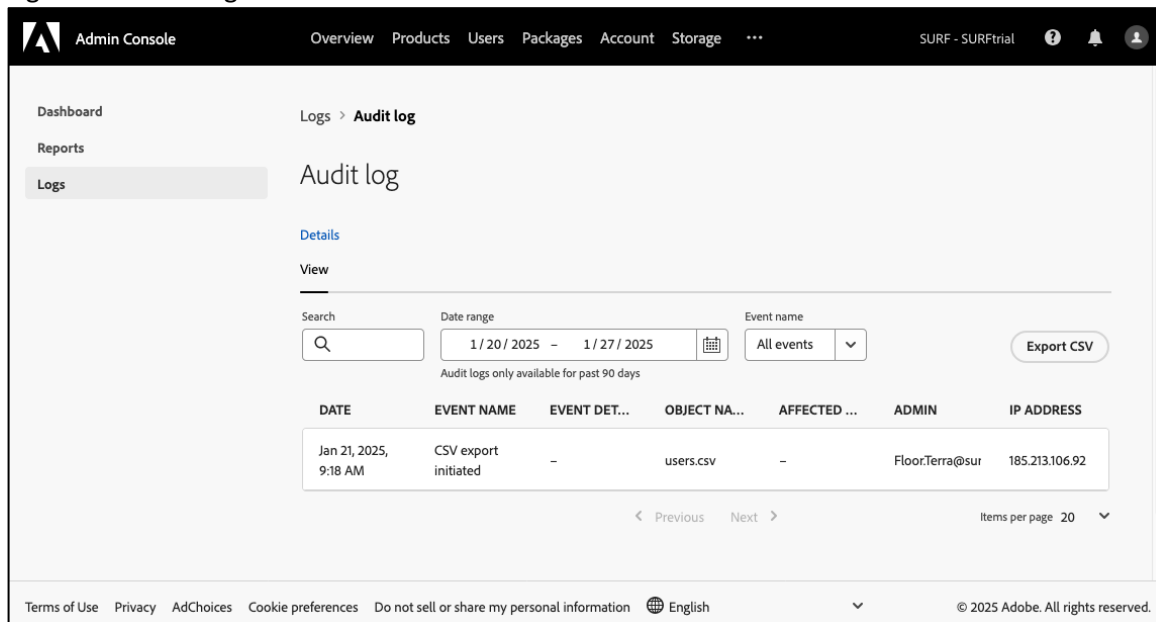 Admin Console Overview Products Users Packages Account Storage ··· SURF - SURFtrial
Dashboard
Reports
Logs
Logs > Audit log
Audit log
Details
View
Search Date range Event name
1 / 20 / 2025 – 1 / 27 / 2025 All events Export CSV
Audit logs only available for past 90 days
DATE EVENT NAME EVENT DET... OBJECT NA... AFFECTED ... ADMIN IP ADDRESS
Jan 21, 2025, CSV export
9:18 AM initiated – users.csv – Floor.Terra@sur 185.213.106.92
< Previous Next > Items per page 20
Terms of Use Privacy AdChoices Cookie preferences Do not sell or share my personal information English © 2025 Adobe. All rights reserved.